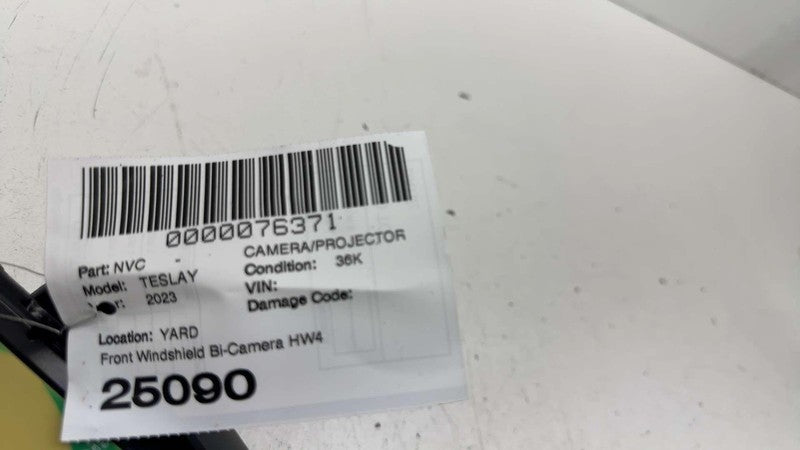 0000076371
Part: NVC - CAMERA/PROJECTOR
Model: TESLAY Condition: 36K
2023 VIN:
Damage Code:
Location: YARD
Front Windshield Bi-Camera HW4
25090